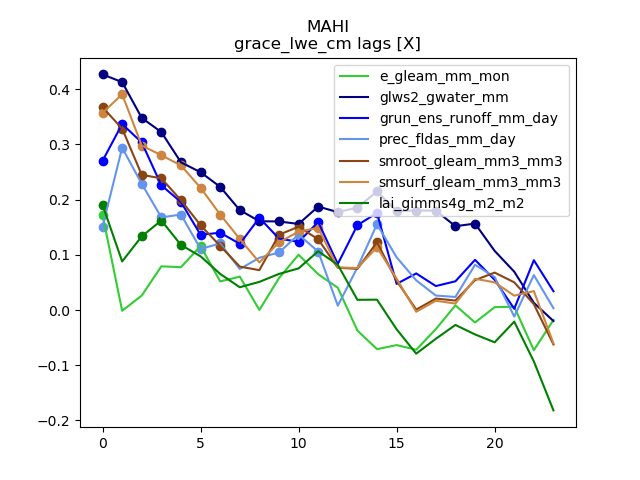 MAHI
grace_lwe_cm lags [X]
e_gleam_mm_mon
glws2_gwater_mm
grun_ens_runoff_mm_day
prec_fldas_mm_day
smroot_gleam_mm3_mm3
smsurf_gleam_mm3_mm3
lai_gimms4g_m2_m2
0.4
0.3
0.2
0.1
0.0
−0.1
−0.2
0 5 10 15 20